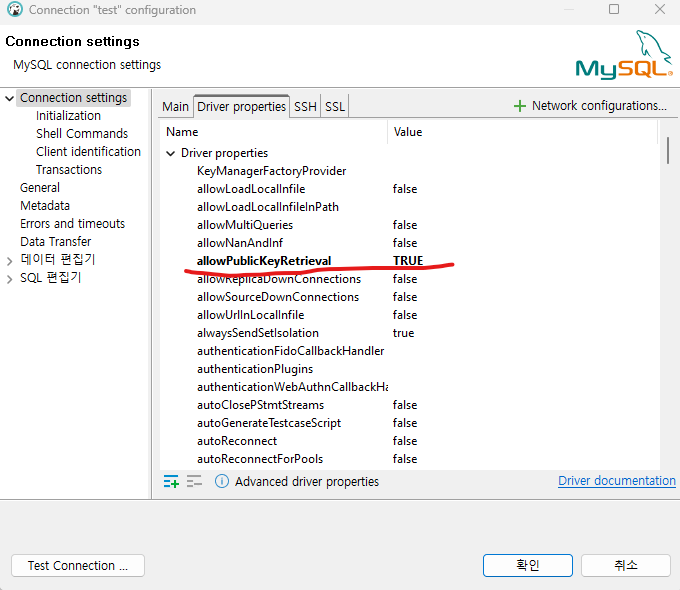 Connection "test" configuration
Connection settings
MySQL connection settings
MySQL
Connection settings
Initialization
Shell Commands
Client identification
Transactions
General
Metadata
Errors and timeouts
Data Transfer
데이터 편집기
SQL 편집기
Main Driver properties SSH SSL Network configurations...
Name Value
Driver properties
KeyManagerFactoryProvider
allowLoadLocalInfile false
allowLoadLocalInfileInPath
allowMultiQueries false
allowNanAndInf false
allowPublicKeyRetrieval TRUE
allowReplicaDownConnections false
allowSourceDownConnections false
allowUrlInLocalInfile false
alwaysSendSetIsolation true
authenticationFidoCallbackHandler
authenticationPlugins
authenticationWebAuthnCallbackHa
autoClosePStmtStreams false
autoGenerateTestcaseScript false
autoReconnect false
autoReconnectForPools false
Advanced driver properties Driver documentation
Test Connection ... 확인 취소